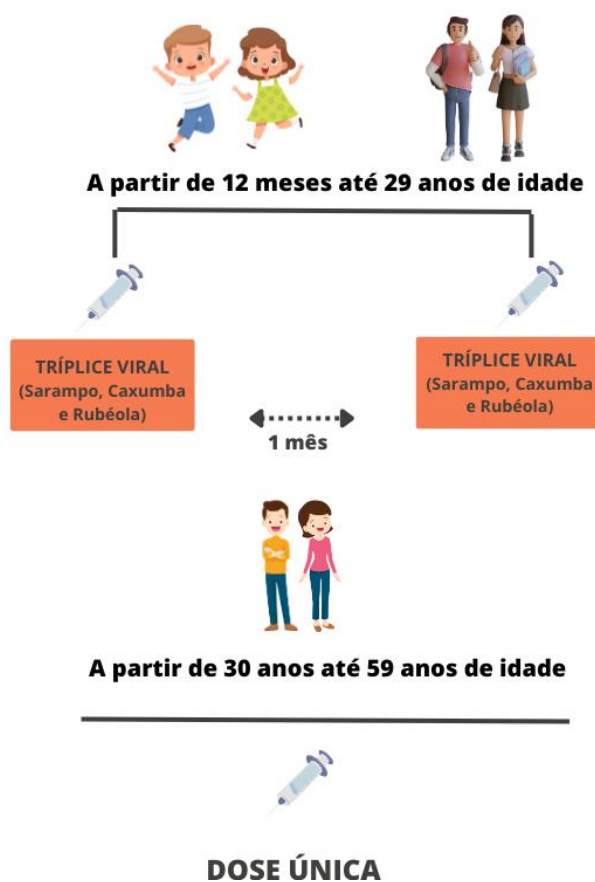 A partir de 12 meses até 29 anos de idade
TRÍPLICE VIRAL
(Sarampo, Caxumba
e Rubéola)
TRÍPLICE VIRAL
(Sarampo, Caxumba
e Rubéola)
1 mês
A partir de 30 anos até 59 anos de idade
DOSE ÚNICA